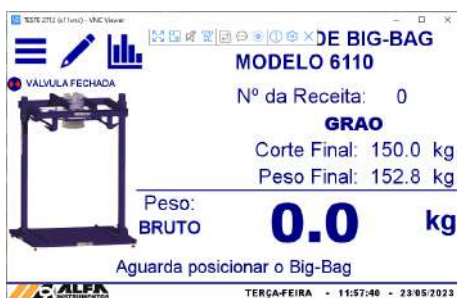 TESTE 2712 (s11vnc) - VNC Viewer
DE BIG-BAG
MODELO 6110
VÁLVULA FECHADA
Nº da Receita: 0
GRAO
Corte Final: 150.0 kg
Peso Final: 152.8 kg
Peso:
BRUTO 0.0 kg
Aguarda posicionar o Big-Bag
ALFA
INSTRUMENTOS
TERÇA-FEIRA - 11:57:40 - 23/05/2023